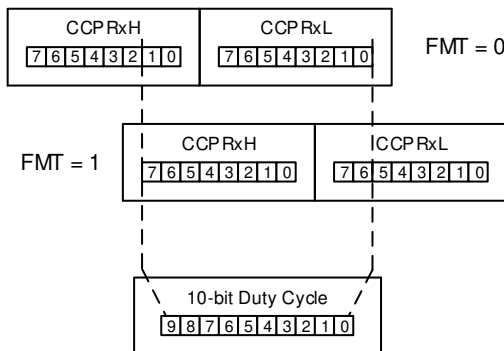 CCPRxH CCPRxL
7 6 5 4 3 2 1 0 7 6 5 4 3 2 1 0 FMT = 0
CCPRxH CCPRxL
FMT = 1 7 6 5 4 3 2 1 0 7 6 5 4 3 2 1 0
10-bit Duty Cycle
9 8 7 6 5 4 3 2 1 0